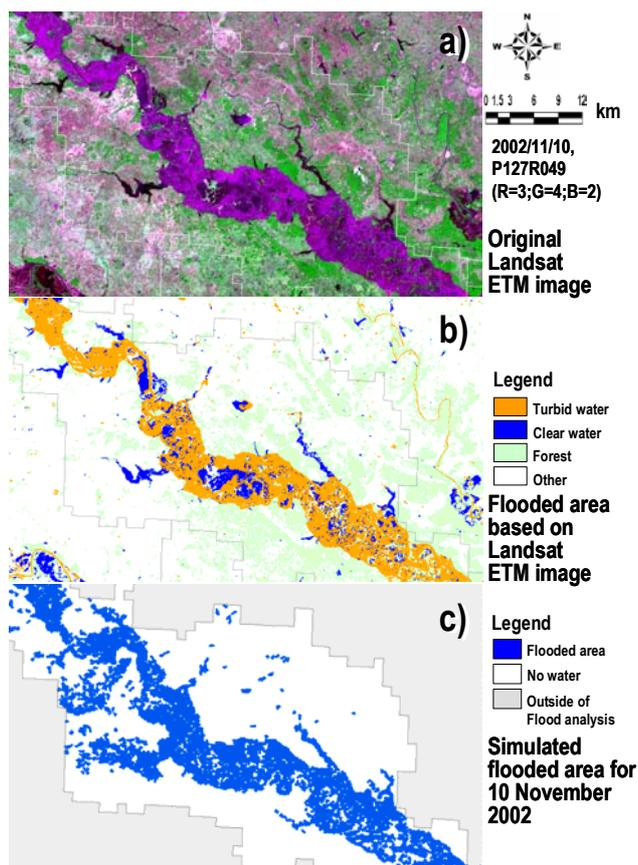 a)
N
W E
S
0 1.5 3 6 9 12
km
2002/11/10,
P127R049
(R=3;G=4;B=2)
Original
Landsat
ETM image
b)
Legend
Turbid water
Clear water
Forest
Other
Flooded area
based on
Landsat
ETM image
c)
Legend
Flooded area
No water
Outside of
Flood analysis
Simulated
flooded area for
10 November
2002